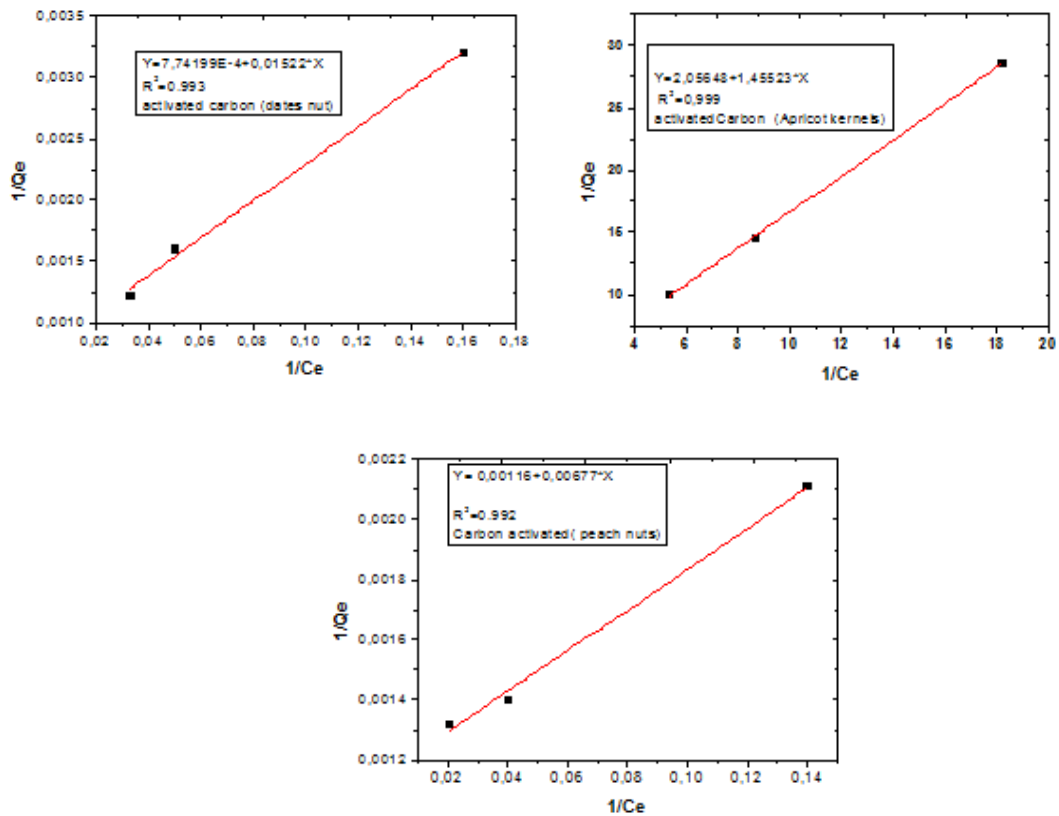 0,0035
0,0030
0,0025
0,0020
0,0015
0,0010
1/Qe
Y=7,74199E-4+0,01522*X
R²=0.993
activated carbon (dates nut)
0,02 0,04 0,06 0,08 0,10 0,12 0,14 0,16 0,18
1/Ce
30
25
20
15
10
1/Qe
Y=2,05648+1,45523*X
R²=0,999
activatedCarbon (Apricot kernels)
4 6 8 10 12 14 16 18 20
1/Ce
0,0022
0,0020
0,0018
0,0016
0,0014
0,0012
1/Qe
Y= 0,00116+0,00677*X
R²=0.992
Carbon activated( peach nuts)
0,02 0,04 0,06 0,08 0,10 0,12 0,14
1/Ce